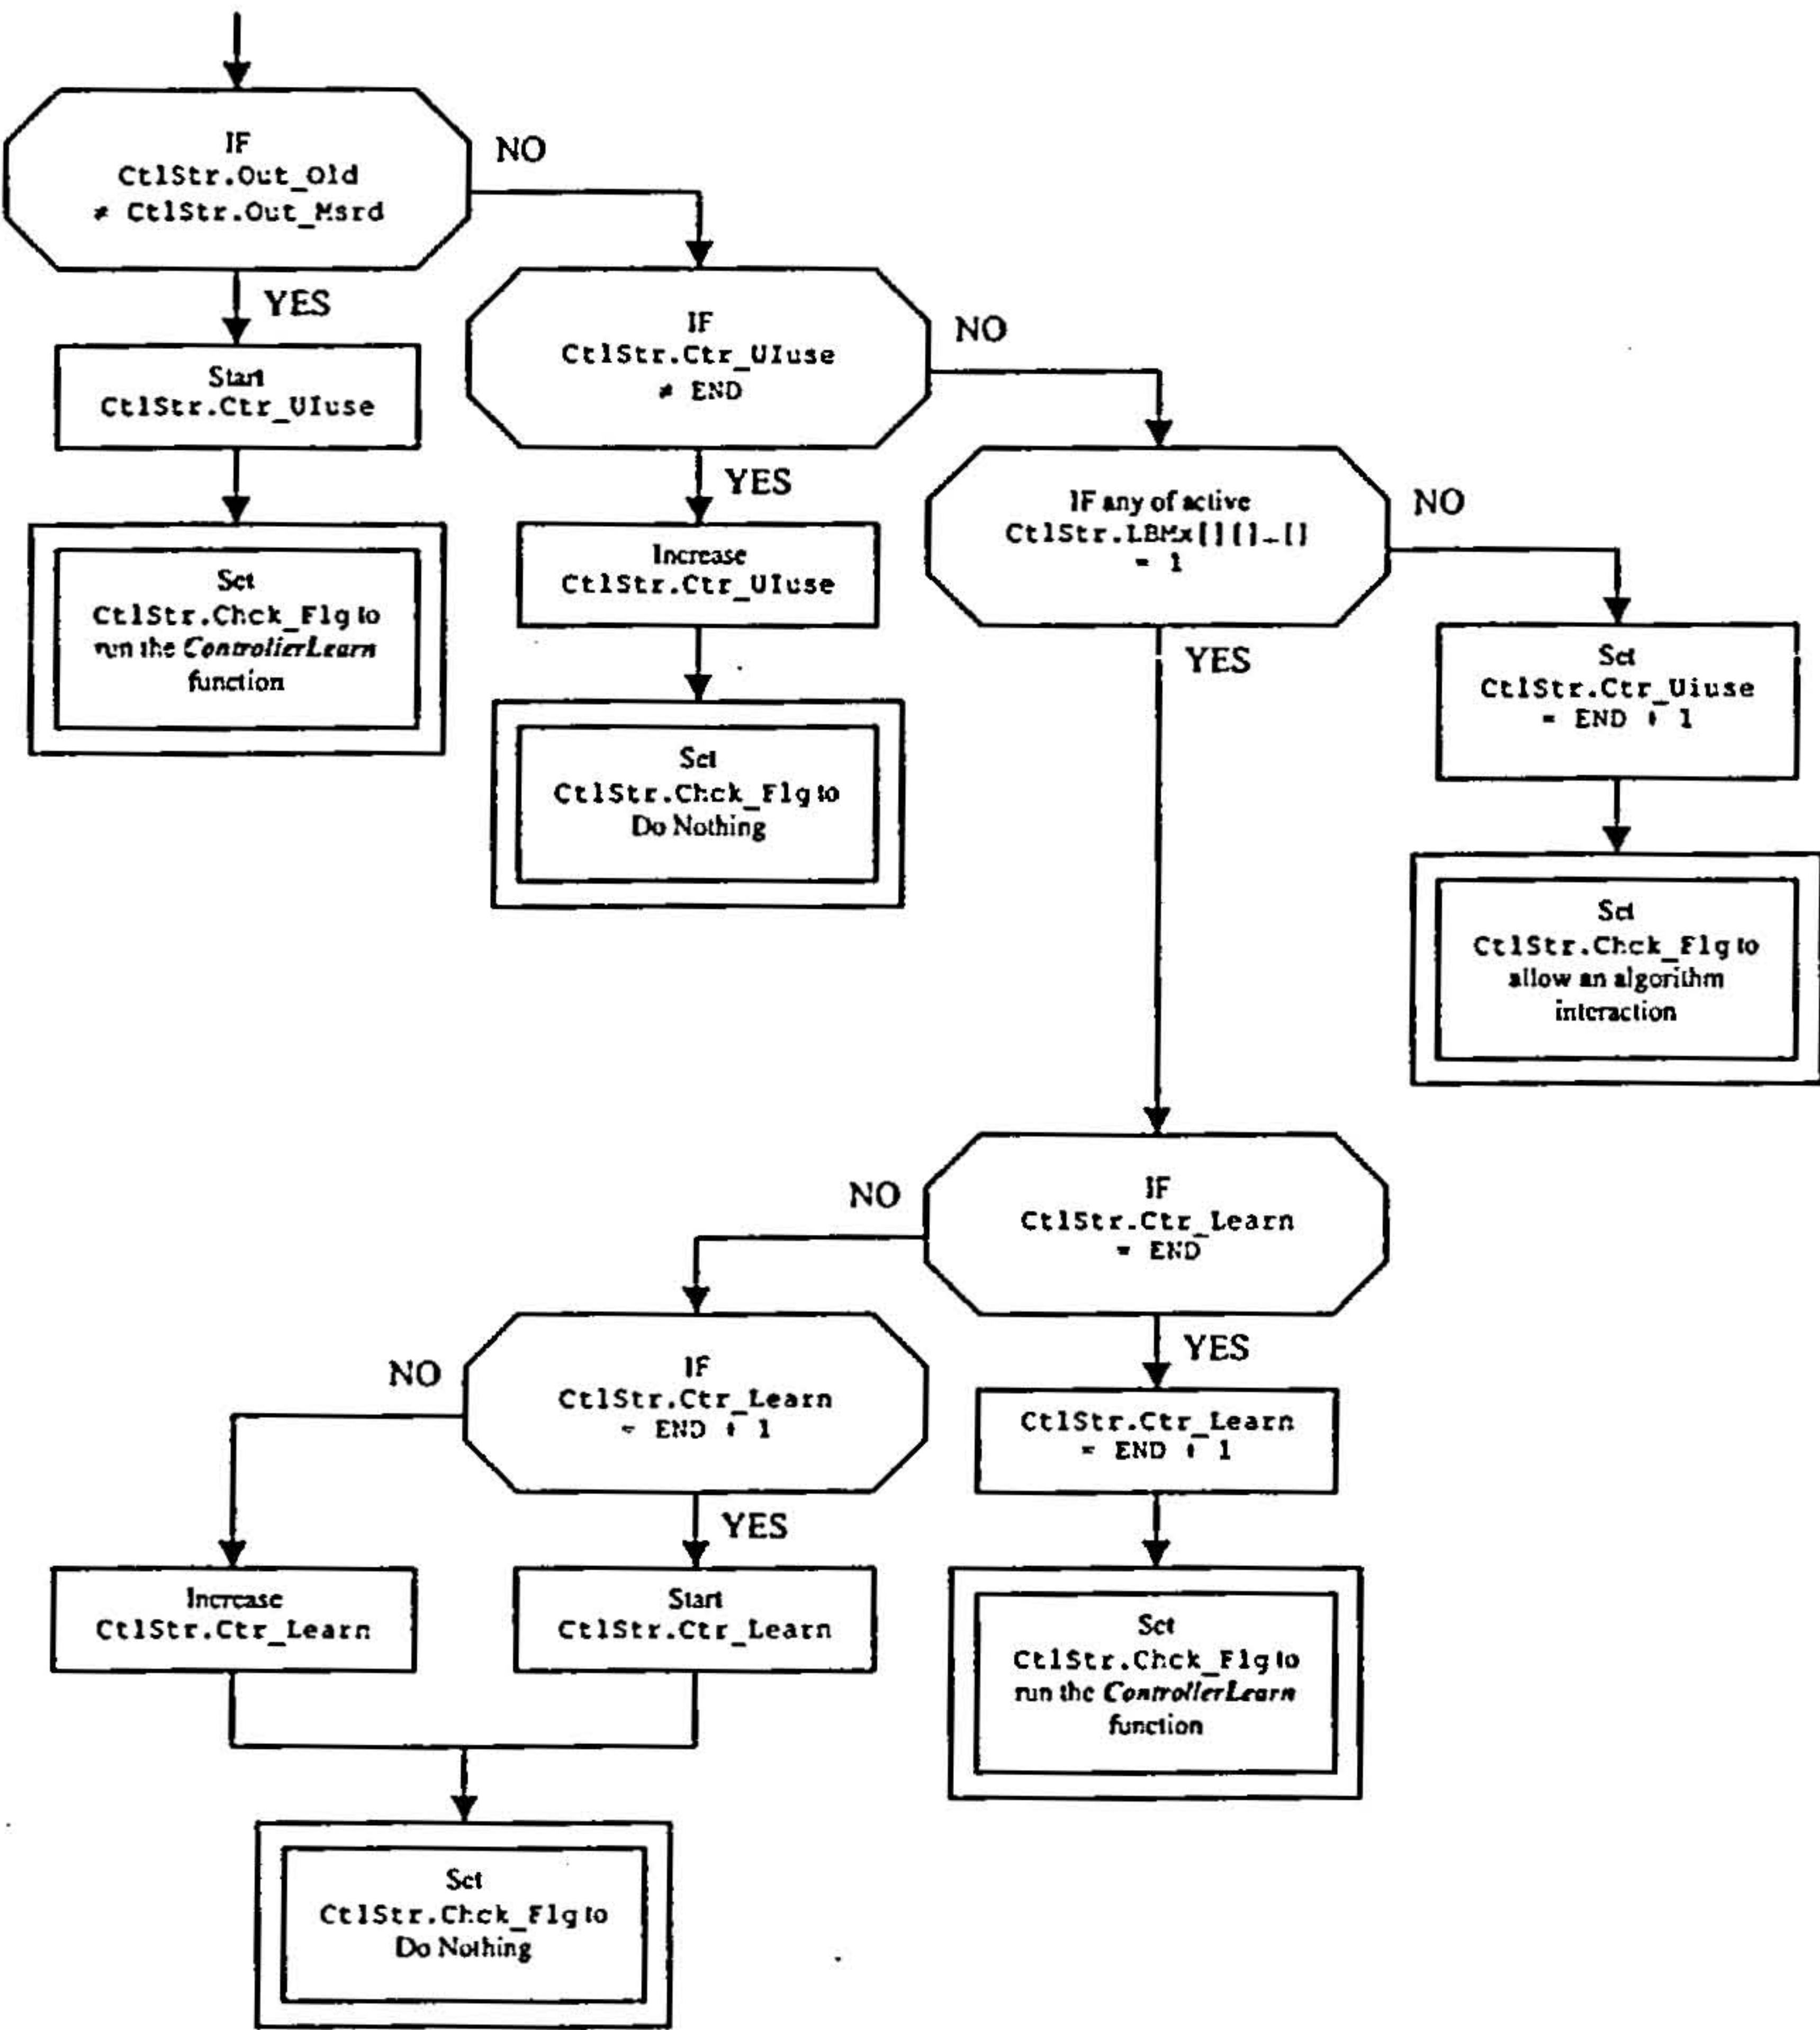 IF
CtlStr.Out_Old
≠ CtlStr.Out_Msrd
NO
YES
Start
CtlStr.Ctr_UIuse
Set
CtlStr.Chck_Flg to
run the ControllerLearn
function
IF
CtlStr.Ctr_UIuse
≠ END
NO
YES
Increase
CtlStr.Ctr_UIuse
Set
CtlStr.Chck_Flg to
Do Nothing
IF any of active
CtlStr.LBMx[][]…[]
= 1
NO
YES
Set
CtlStr.Ctr_Uiuse
= END + 1
Set
CtlStr.Chck_Flg to
allow an algorithm
interaction
IF
CtlStr.Ctr_Learn
= END
NO
YES
CtlStr.Ctr_Learn
= END + 1
Set
CtlStr.Chck_Flg to
run the ControllerLearn
function
IF
CtlStr.Ctr_Learn
= END + 1
NO
YES
Increase
CtlStr.Ctr_Learn
Start
CtlStr.Ctr_Learn
Set
CtlStr.Chck_Flg to
Do Nothing